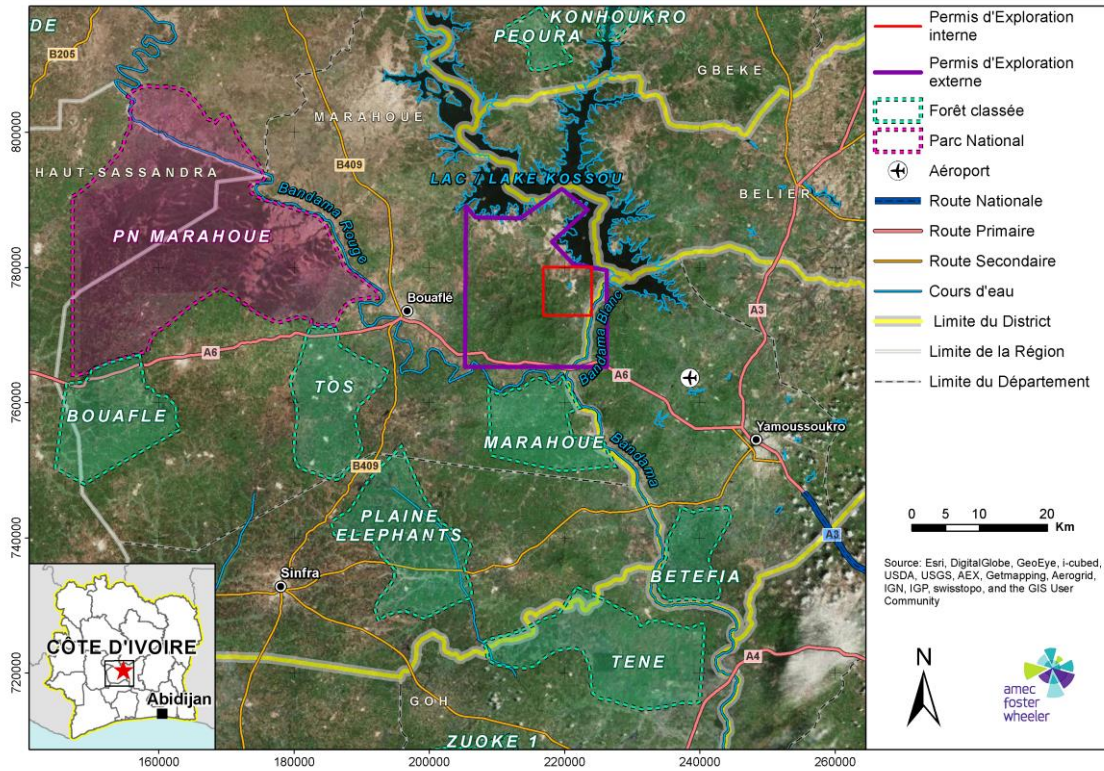 DE
KONHOUKRO
PEOURA
B205
GBEKE
MARAHOUE
B409
HAUT-SASSANDRA
LAC / LAKE KOSSOU
BELIER
Bandama Rouge
PN MARAHOUE
Bouaflé
Bandama Blanc
A3
A6
A6
BOUAFLE
TOS
MARAHOUE
Yamoussoukro
Bandama
B409
PLAINE
ELEPHANTS
A3
Sinfra
BETEFIA
TENE
A4
GOH
ZUOKE 1
CÔTE D'IVOIRE
Abidijan
800000
780000
760000
740000
720000
160000
180000
200000
220000
240000
260000
Permis d'Exploration
interne
Permis d'Exploration
externe
Forêt classée
Parc National
Aéroport
Route Nationale
Route Primaire
Route Secondaire
Cours d'eau
Limite du District
Limite de la Région
Limite du Département
0 5 10 20
Km
Source: Esri, DigitalGlobe, GeoEye, i-cubed,
USDA, USGS, AEX, Getmapping, Aerogrid,
IGN, IGP, swisstopo, and the GIS User
Community
N
amec
foster
wheeler